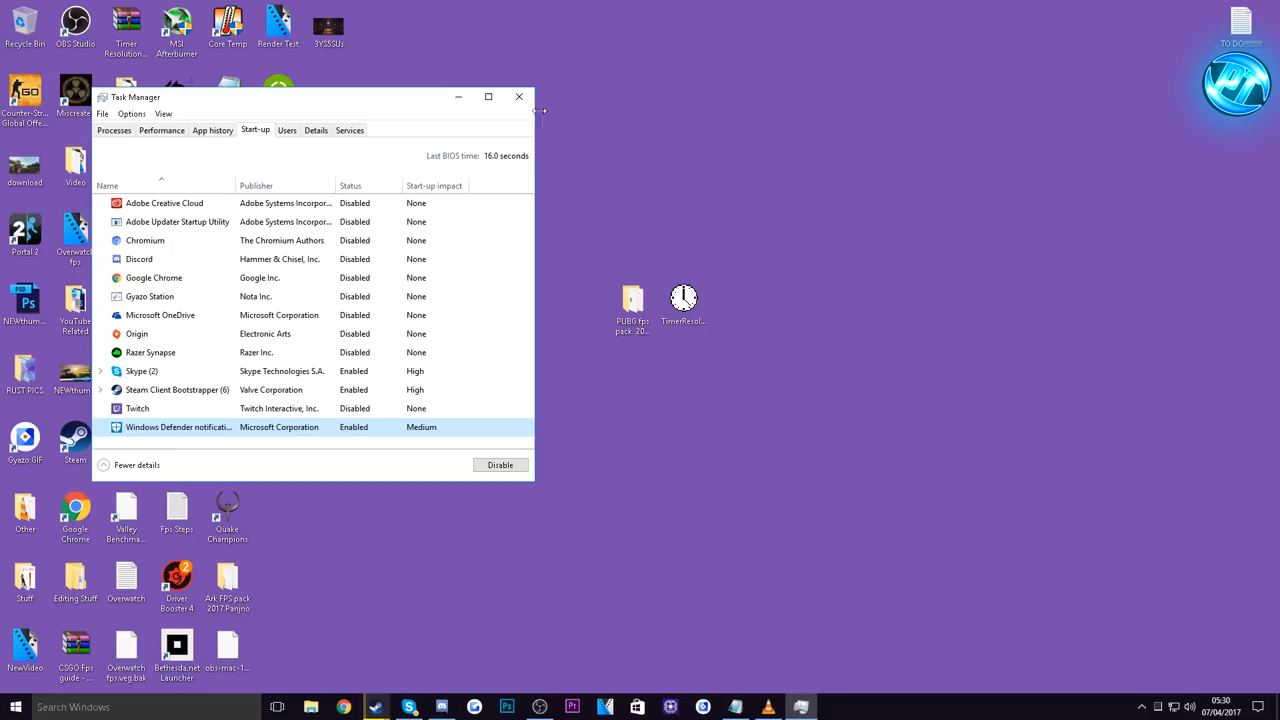 Recycle Bin
OBS Studio
Timer
Resolution...
MSI
Afterburner
Core Temp
Render Test
3YS5SUs
TO DO
Counter-Str...
Global Offe...
Miscreate
Task Manager
File Options View
Processes Performance App history Start-up Users Details Services
Last BIOS time: 16.0 seconds
Name Publisher Status Start-up impact
Adobe Creative Cloud Adobe Systems Incorpor... Disabled None
Adobe Updater Startup Utility Adobe Systems Incorpor... Disabled None
Chromium The Chromium Authors Disabled None
Discord Hammer & Chisel, Inc. Disabled None
Google Chrome Google Inc. Disabled None
Gyazo Station Nota Inc. Disabled None
Microsoft OneDrive Microsoft Corporation Disabled None
Origin Electronic Arts Disabled None
Razer Synapse Razer Inc. Disabled None
Skype (2) Skype Technologies S.A. Enabled High
Steam Client Bootstrapper (6) Valve Corporation Enabled High
Twitch Twitch Interactive, Inc. Disabled None
Windows Defender notificati... Microsoft Corporation Enabled Medium
Fewer details Disable
download
Video
Portal 2
Overwatch
fps
NEWthum...
YouTube
Related
RUST PICS
NEWthum
Gyazo GIF
Steam
PUBG fps
pack 20...
TimerResol...
Other
Google
Chrome
Valley
Benchma...
Fps Steps
Quake
Champions
Stuff
Editing Stuff
Overwatch
Driver
Booster 4
Ark FPS pack
2017 Panjno
NewVideo
CSGO Fps
guide - ...
Overwatch
fps.veg.bak
Bethesda.net
Launcher
obs-mac-1...
Search Windows
05:30
07/04/2017